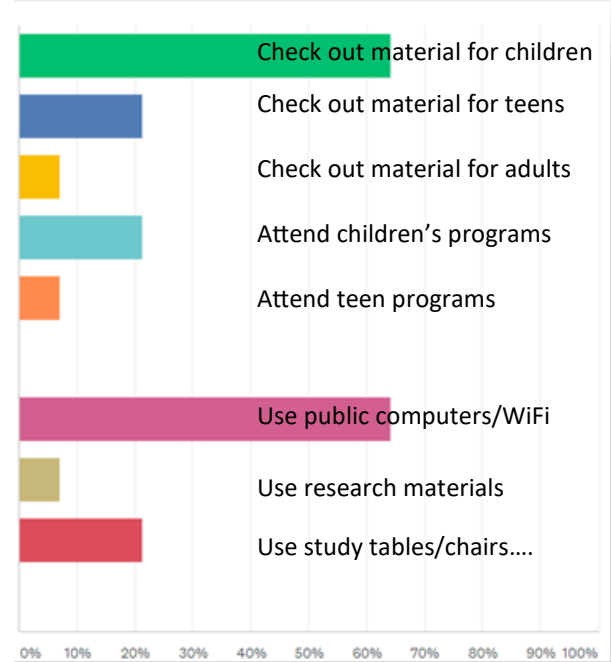 Check out material for children
Check out material for teens
Check out material for adults
Attend children’s programs
Attend teen programs
Use public computers/WiFi
Use research materials
Use study tables/chairs….
0% 10% 20% 30% 40% 50% 60% 70% 80% 90% 100%